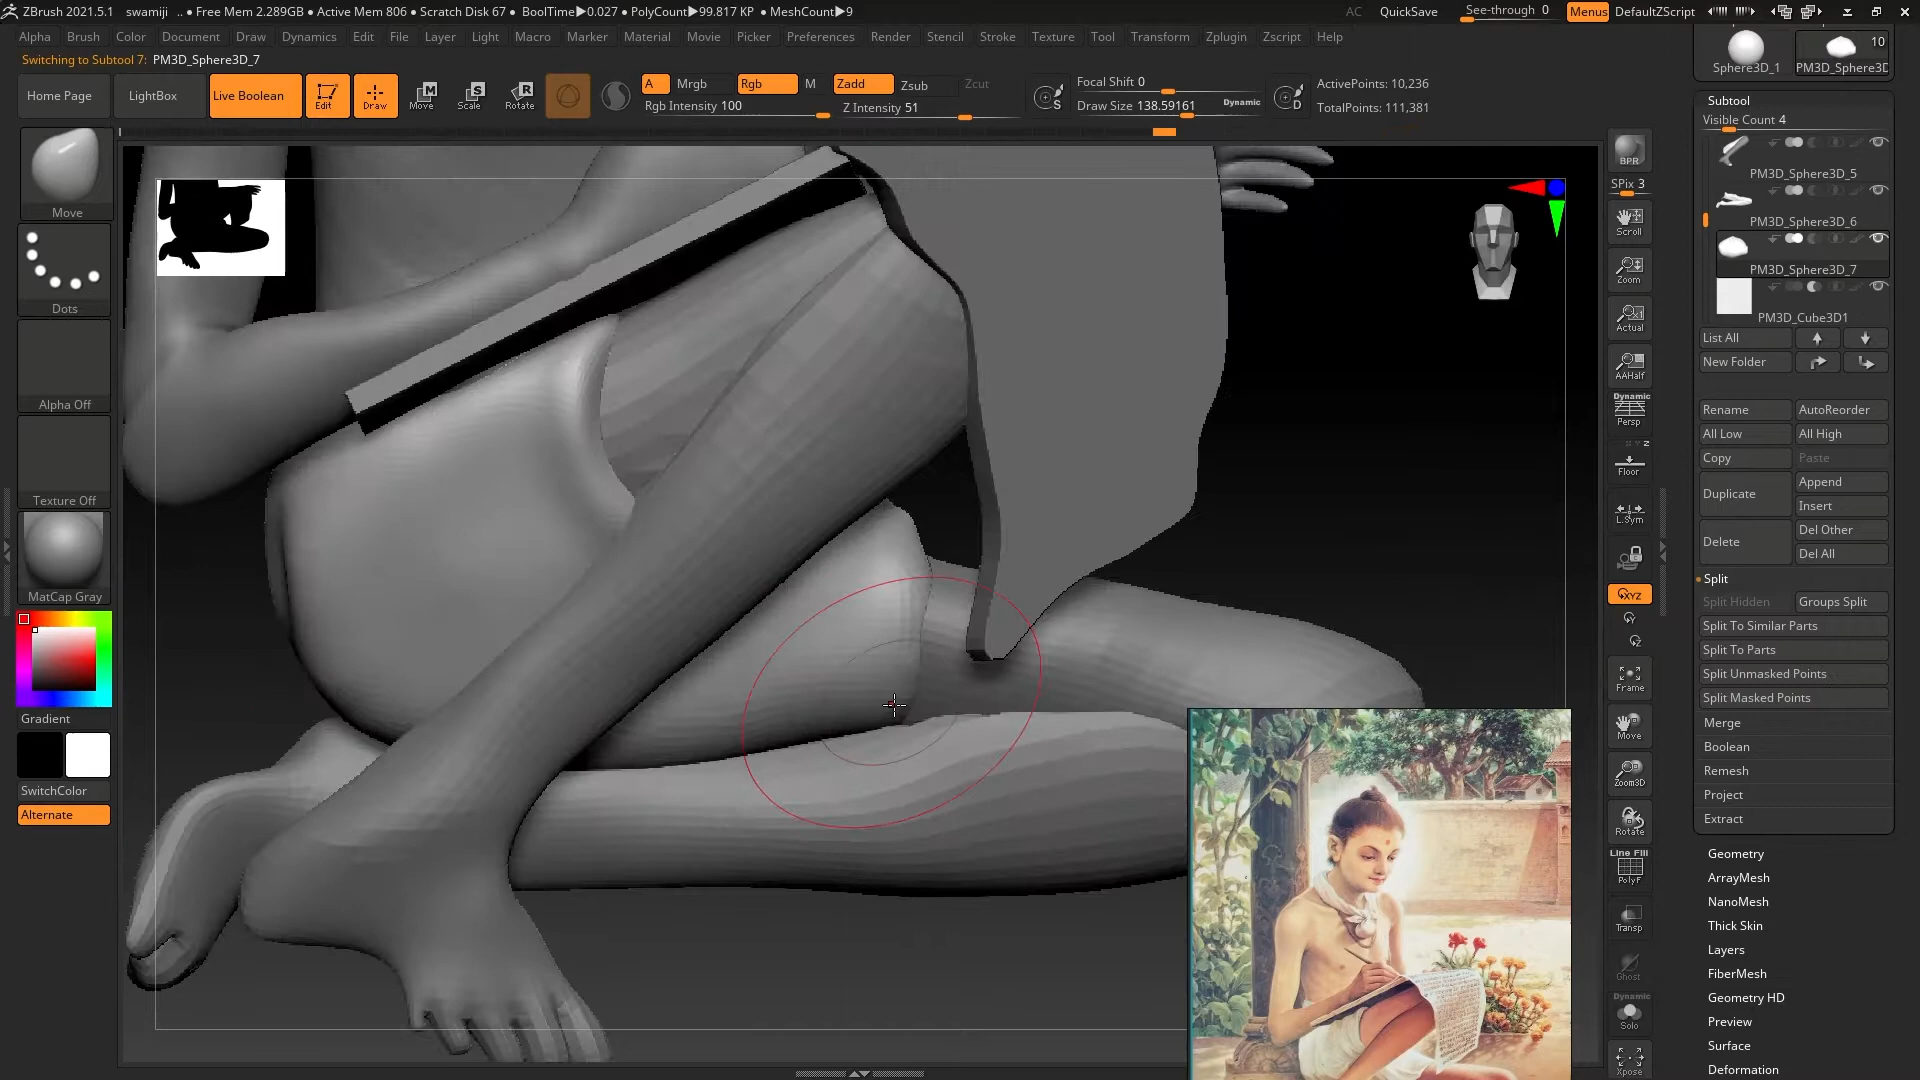 ZBrush 2021.5.1 swamiji .. • Free Mem 2.289GB • Active Mem 806 • Scratch Disk 67 • BoolTime▶0.027 • PolyCount▶99.817 KP • MeshCount▶9 AC QuickSave See-through 0 Menus DefaultZScript
Alpha Brush Color Document Draw Dynamics Edit File Layer Light Macro Marker Material Movie Picker Preferences Render Stencil Stroke Texture Tool Transform Zplugin Zscript Help
Switching to Subtool 7: PM3D_Sphere3D_7
Home Page
LightBox
Live Boolean
Edit
Draw
Move
Scale
Rotate
A Mrgb Rgb M Zadd Zsub Zcut
Rgb Intensity 100
Z Intensity 51
S
Focal Shift 0
Draw Size 138.59161 Dynamic
D
ActivePoints: 10,236
TotalPoints: 111,381
Move
Dots
Alpha Off
Texture Off
MatCap Gray
Gradient
SwitchColor
Alternate
BPR
SPix 3
Scroll
Zoom
Actual
AAHalf
Dynamic
Persp
Floor
L.Sym
XYZ
Frame
Move
Zoom3D
Rotate
Line Fill
PolyF
Transp
Ghost
Dynamic
Solo
Xpose
10
Sphere3D_1 PM3D_Sphere3D
Subtool
Visible Count 4
PM3D_Sphere3D_5
PM3D_Sphere3D_6
PM3D_Sphere3D_7
PM3D_Cube3D1
List All
New Folder
Rename AutoReorder
All Low All High
Copy Paste
Duplicate Append
Insert
Delete Del Other
Del All
Split
Split Hidden Groups Split
Split To Similar Parts
Split To Parts
Split Unmasked Points
Split Masked Points
Merge
Boolean
Remesh
Project
Extract
Geometry
ArrayMesh
NanoMesh
Thick Skin
Layers
FiberMesh
Geometry HD
Preview
Surface
Deformation